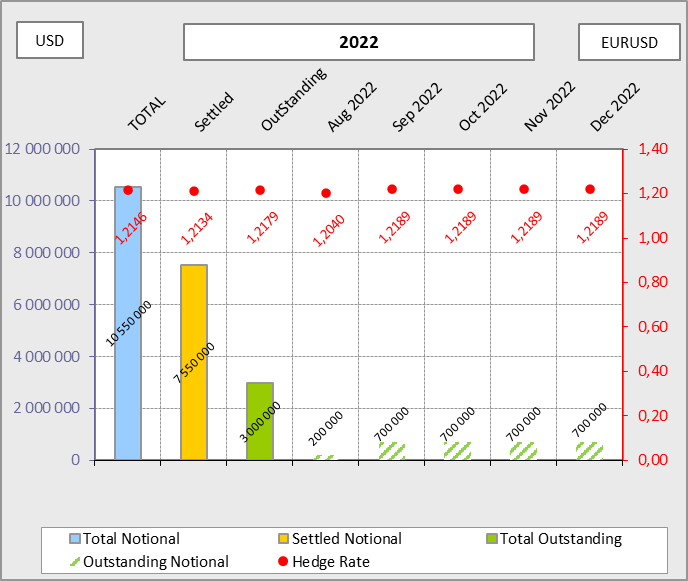 USD
2022
EURUSD
TOTAL
Settled
OutStanding
Aug 2022
Sep 2022
Oct 2022
Nov 2022
Dec 2022
12 000 000
10 000 000
8 000 000
6 000 000
4 000 000
2 000 000
0
1,40
1,20
1,00
0,80
0,60
0,40
0,20
0,00
1,2146
1,2134
1,2179
1,2040
1,2189
1,2189
1,2189
1,2189
10 550 000
7 550 000
3 000 000
200 000
700 000
700 000
700 000
700 000
Total Notional
Settled Notional
Total Outstanding
Outstanding Notional
Hedge Rate